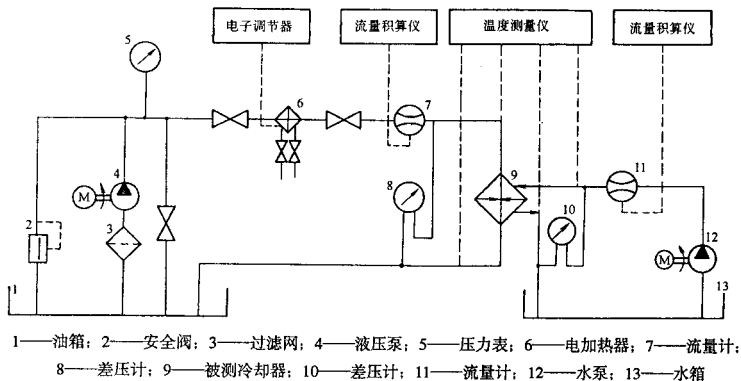 电子调节器 流量积算仪 温度测量仪 流量积算仪
5
6
7
4
M
8
9
11
10
2
3
12
M
1
13
1——油箱；2——安全阀；3——过滤网；4——液压泵；5——压力表；6——电加热器；7——流量计；
8——差压计；9——被测冷却器；10——差压计；11——流量计；12——水泵；13——水箱